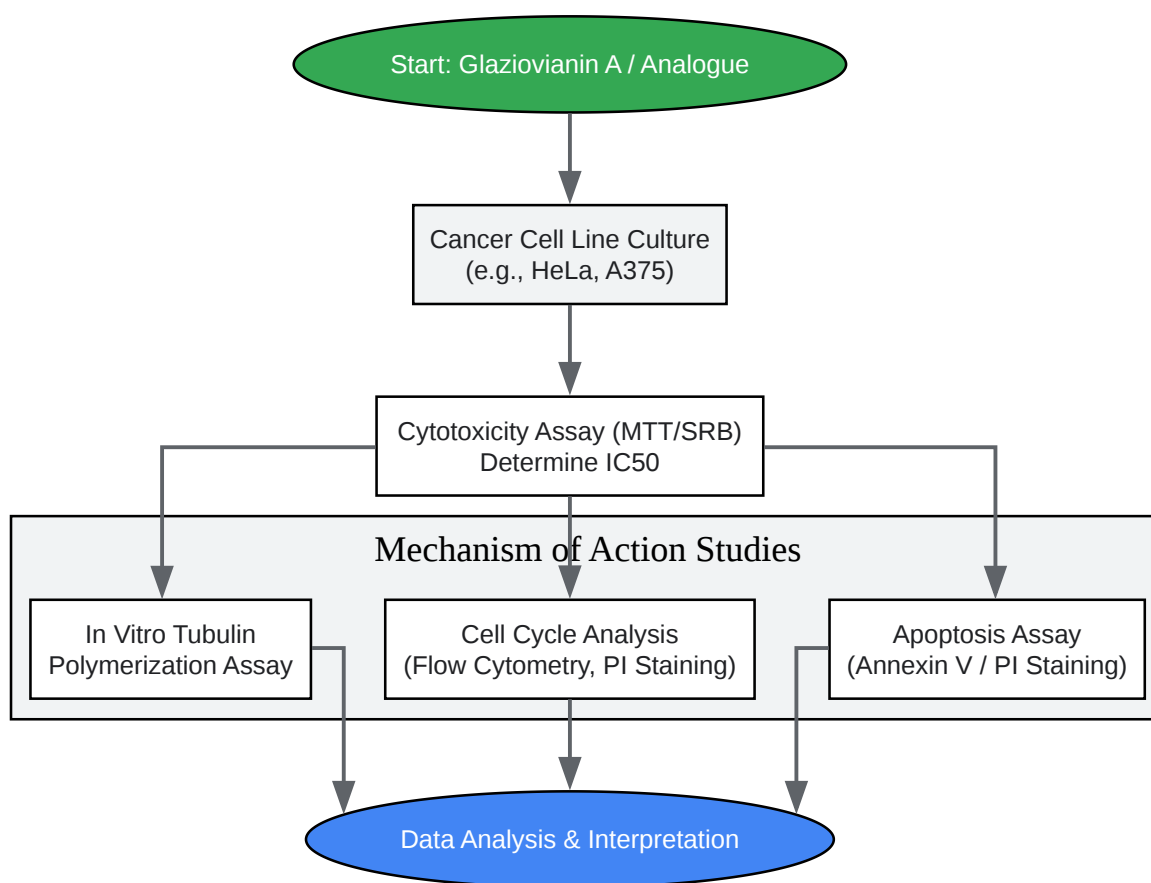 Start: Glaziovianin A / Analogue
Cancer Cell Line Culture
(e.g., HeLa, A375)
Cytotoxicity Assay (MTT/SRB)
Determine IC50
Mechanism of Action Studies
In Vitro Tubulin
Polymerization Assay
Cell Cycle Analysis
(Flow Cytometry, PI Staining)
Apoptosis Assay
(Annexin V / PI Staining)
Data Analysis & Interpretation